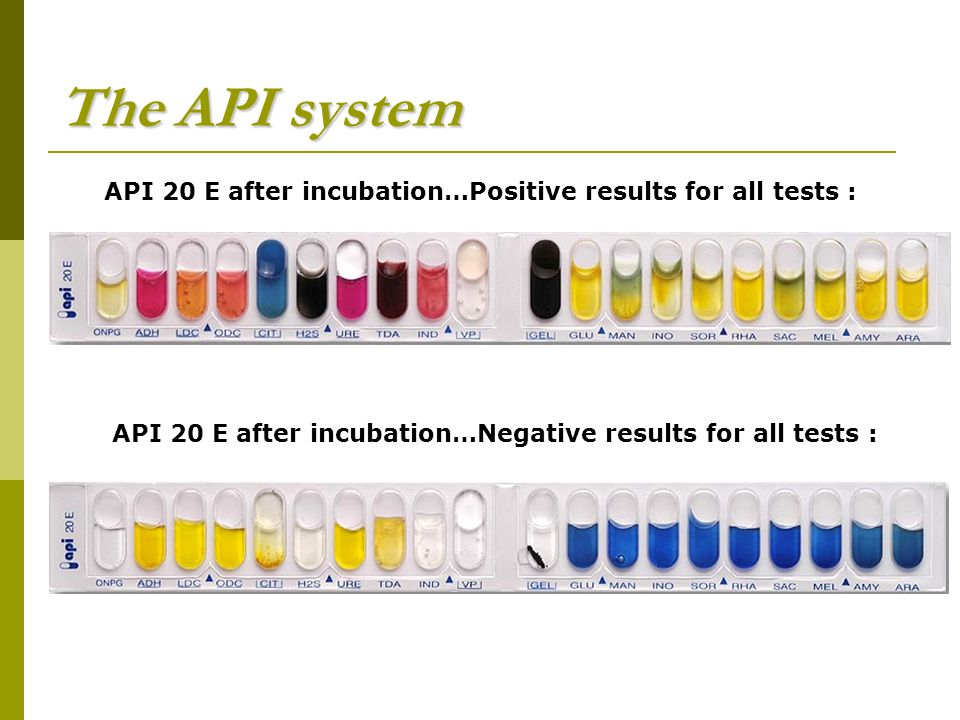 The API system
API 20 E after incubation…Positive results for all tests :
api 20 E
ONPG ADH LDC ODC CIT H2S URE TDA IND VP GEL GLU MAN INO SOR RHA SAC MEL AMY ARA
API 20 E after incubation…Negative results for all tests :
api 20 E
ONPG ADH LDC ODC CIT H2S URE TDA IND VP GEL GLU MAN INO SOR RHA SAC MEL AMY ARA